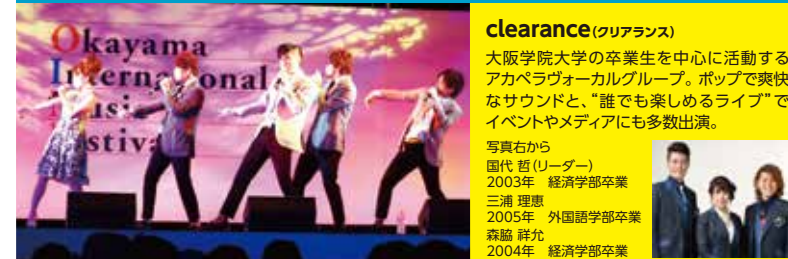 Okayama
International
Music
Festival
clearance(クリアランス)
大阪学院大学の卒業生を中心に活動する
アカペラヴォーカルグループ。ポップで爽快
なサウンドと、“誰でも楽しめるライブ”で
イベントやメディアにも多数出演。
写真右から
国代 哲(リーダー)
2003年 経済学部卒業
三浦 理恵
2005年 外国語学部卒業
森脇 祥允
2004年 経済学部卒業